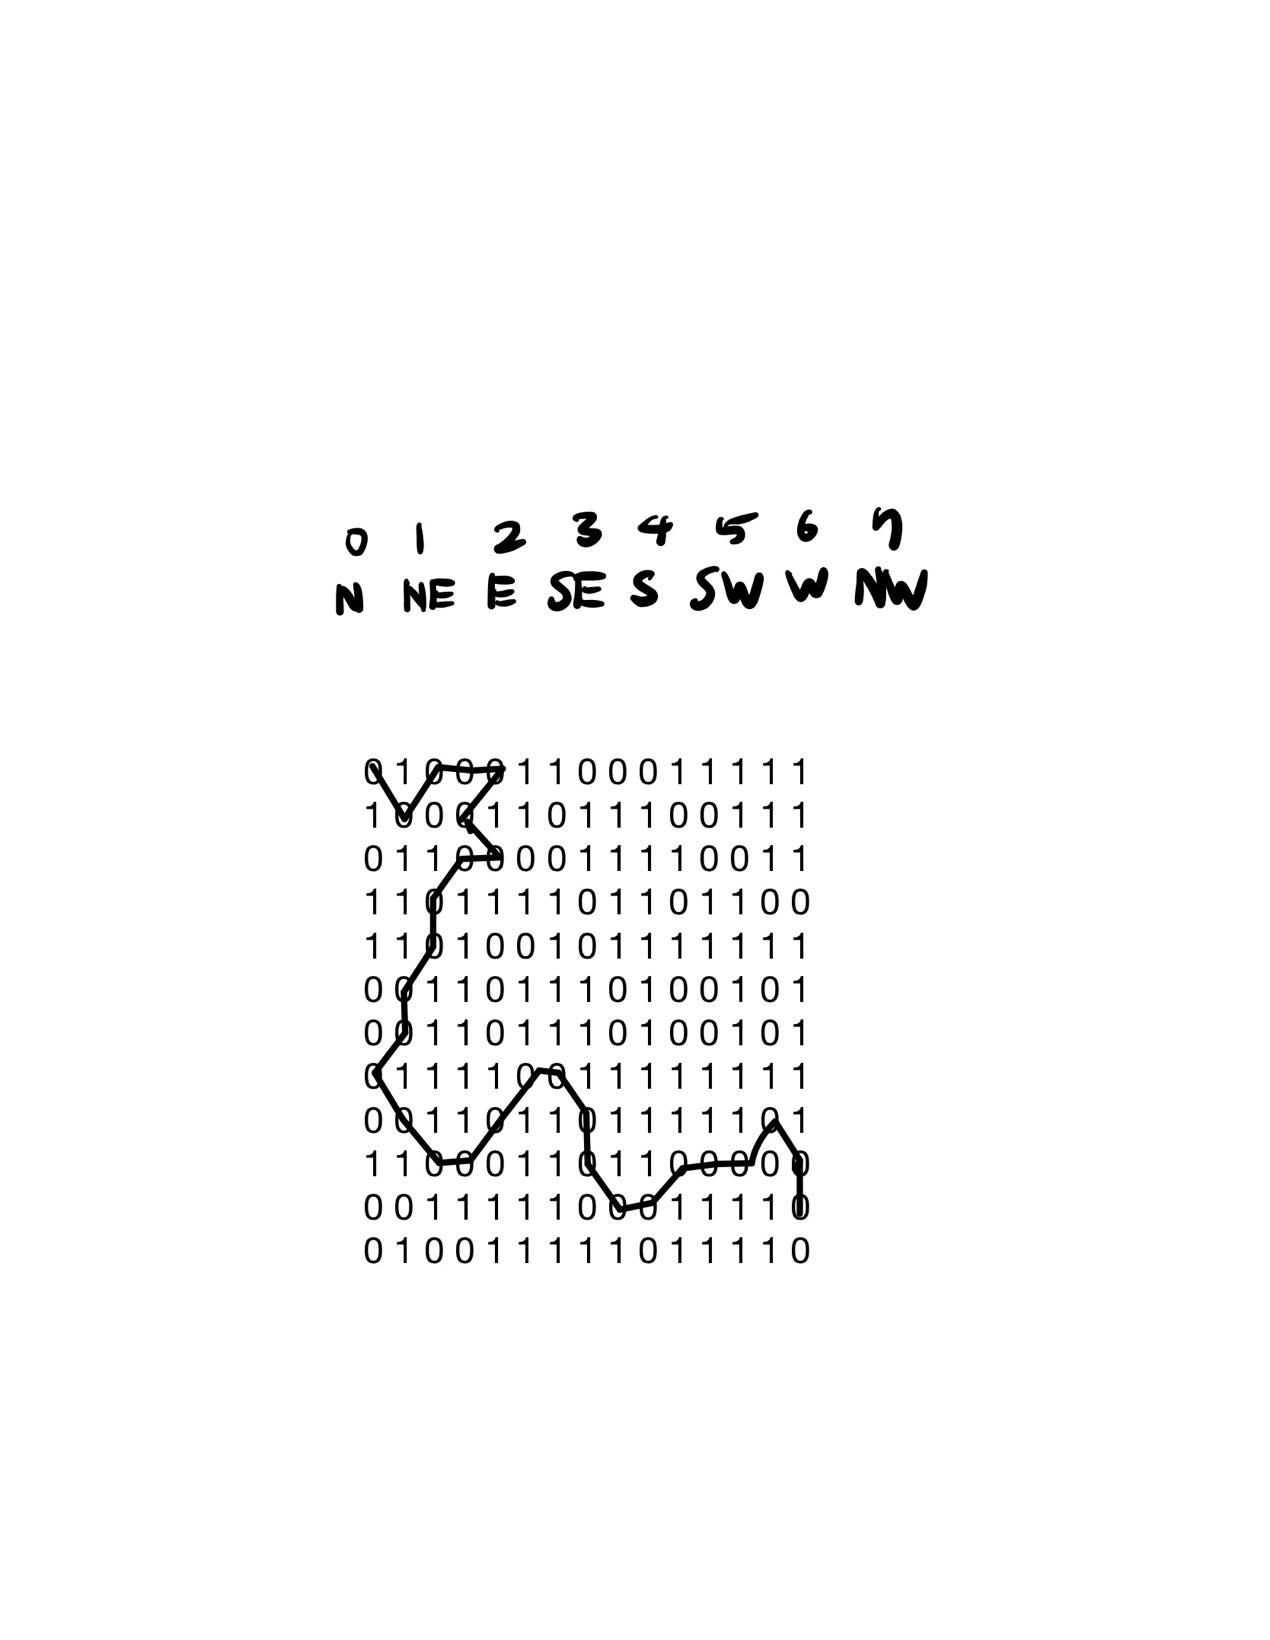 0 1 2 3 4 5 6 7
N NE E SE S SW W NW
0 1 0 0 0 1 1 0 0 0 1 1 1 1 1
1 0 0 0 1 1 0 1 1 1 0 0 1 1 1
0 1 1 0 0 0 0 1 1 1 1 0 0 1 1
1 1 0 1 1 1 1 0 1 1 0 1 1 0 0
1 1 0 1 0 0 1 0 1 1 1 1 1 1 1
0 0 1 1 0 1 1 1 0 1 0 0 1 0 1
0 0 1 1 0 1 1 1 0 1 0 0 1 0 1
0 1 1 1 1 0 0 1 1 1 1 1 1 1 1
0 0 1 1 0 1 1 0 1 1 1 1 1 0 1
1 1 0 0 0 1 1 0 1 1 0 0 0 0 0
0 0 1 1 1 1 1 0 0 0 1 1 1 1 0
0 1 0 0 1 1 1 1 1 0 1 1 1 1 0